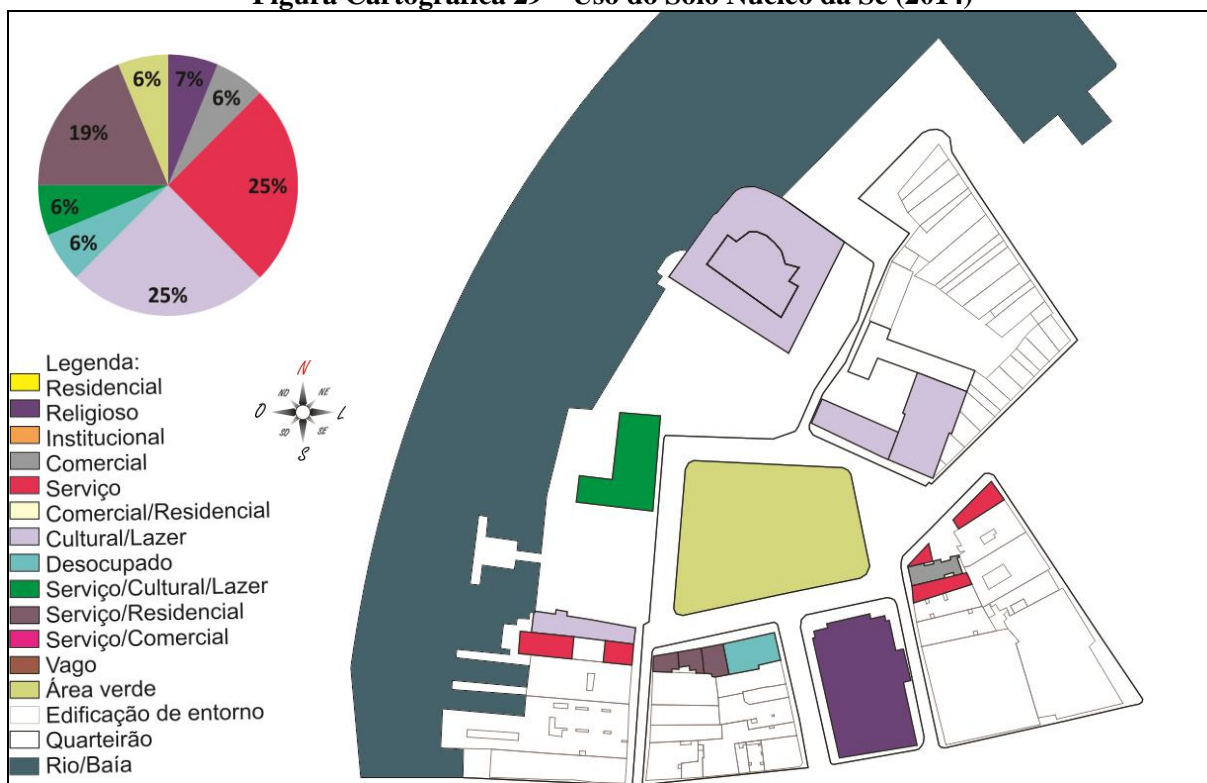 Figura Cartográfica 29 – Uso do Solo Núcleo da Sé (2014)
6%
7%
6%
19%
25%
6%
6%
25%
Legenda:
Residencial
Religioso
Institucional
Comercial
Serviço
Comercial/Residencial
Cultural/Lazer
Desocupado
Serviço/Cultural/Lazer
Serviço/Residencial
Serviço/Comercial
Vago
Área verde
Edificação de entorno
Quarteirão
Rio/Baía
N
NO
NE
O
L
SO
SE
S